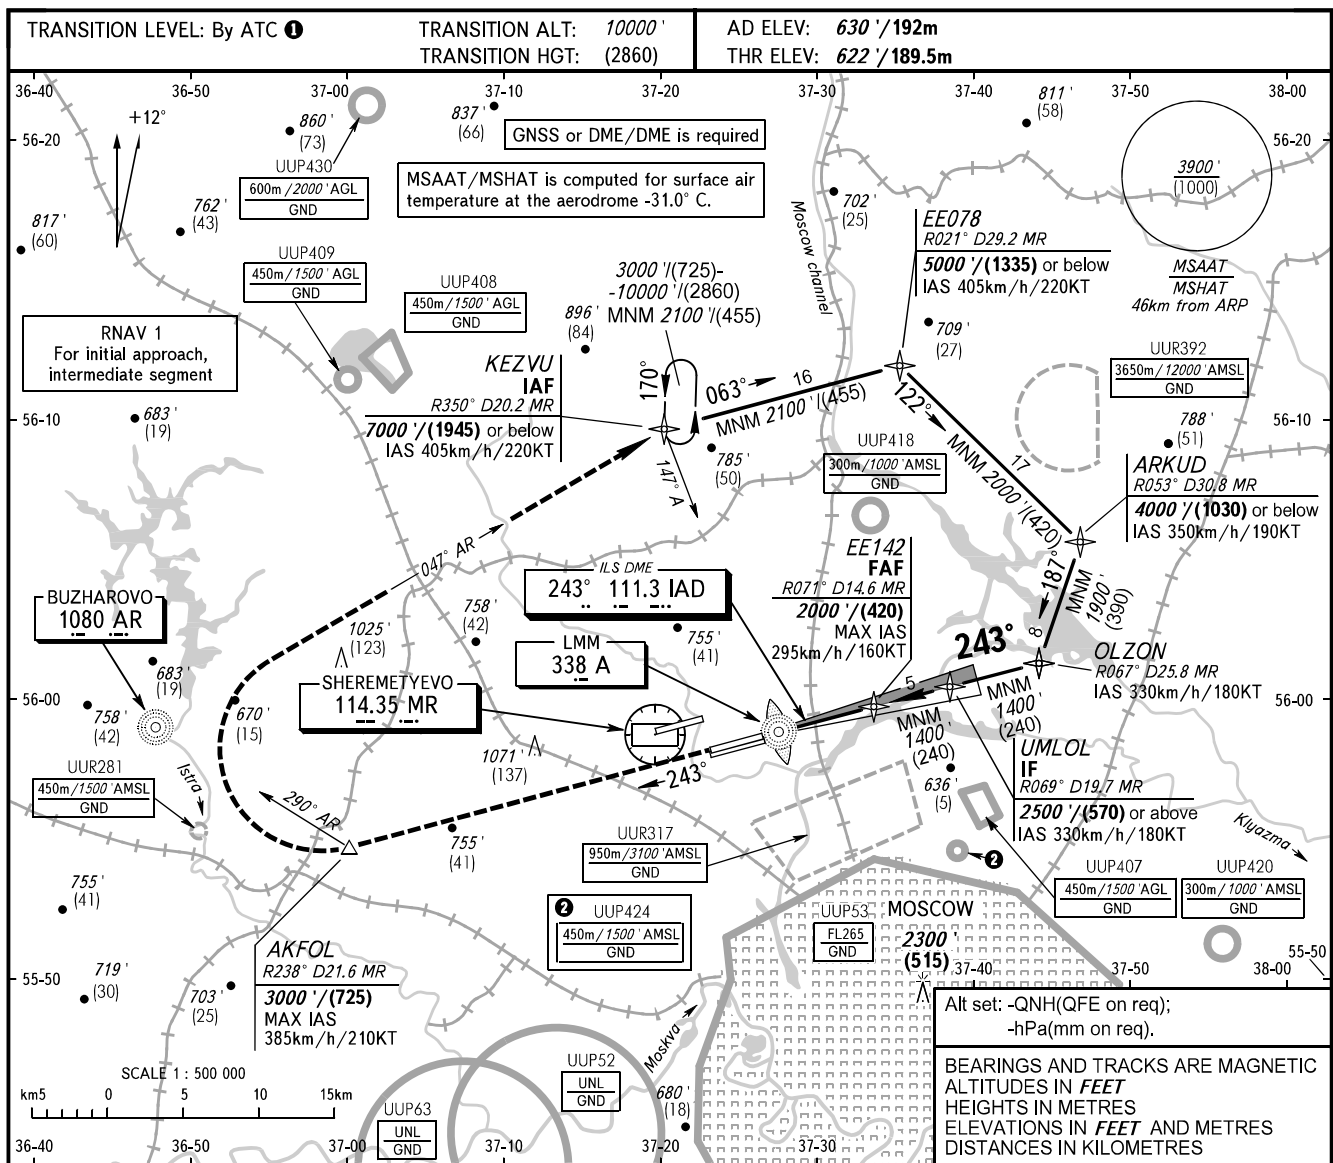 TRANSITION LEVEL: By ATC ❶
TRANSITION ALT: 10000 '
TRANSITION HGT: (2860)
AD ELEV: 630 '/192m
THR ELEV: 622 '/189.5m
36-40
36-50
37-00
37-10
37-20
37-30
37-40
37-50
38-00
+12°
56-20
56-20
860 '
(73)
837 '
(66)
811 '
(58)
GNSS or DME/DME is required
MSAAT/MSHAT is computed for surface air
temperature at the aerodrome -31.0° C.
3900 '
(1000)
MSAAT
MSHAT
46km from ARP
UUP430
600m/2000 'AGL
GND
762 '
(43)
817 '
(60)
702 '
(25)
Moscow channel
EE078
R021° D29.2 MR
5000 '/(1335) or below
IAS 405km/h/220KT
UUP409
450m/1500 'AGL
GND
UUP408
450m/1500 'AGL
GND
3000 '/(725)-
-10000 '/(2860)
MNM 2100 '/(455)
896 '
(84)
709 '
(27)
RNAV 1
For initial approach,
intermediate segment
KEZVU
IAF
R350° D20.2 MR
7000 '/(1945) or below
IAS 405km/h/220KT
170°
063°
16
MNM 2100 '/(455)
122°
17
MNM 2000 '/(420)
UUR392
3650m/12000 'AMSL
GND
56-10
56-10
683 '
(19)
785 '
(50)
147° A
UUP418
300m/1000 'AMSL
GND
788 '
(51)
ARKUD
R053° D30.8 MR
4000 '/(1030) or below
IAS 350km/h/190KT
047° AR
187°
MNM
1900 '
(390)
8
EE142
FAF
R071° D14.6 MR
2000 '/(420)
MAX IAS
295km/h/160KT
ILS DME
243° 111.3 IAD
BUZHAROVO
1080 AR
758 '
(42)
1025 '
(123)
755 '
(41)
LMM
338 A
243°
5
OLZON
R067° D25.8 MR
IAS 330km/h/180KT
MNM
1400 '
(240)
MNM
1400 '
(240)
683 '
(19)
SHEREMETYEVO
114.35 MR
56-00
56-00
758 '
(42)
670 '
(15)
1071 '
(137)
243°
UMLOL
IF
R069° D19.7 MR
2500 '/(570) or above
IAS 330km/h/180KT
636 '
(5)
UUR281
450m/1500 'AMSL
GND
Istra
290° AR
755 '
(41)
UUR317
950m/3100 'AMSL
GND
Klyazma
❷
UUP407
450m/1500 'AGL
GND
UUP420
300m/1000 'AMSL
GND
755 '
(41)
❷ UUP424
450m/1500 'AMSL
GND
UUP53
FL265
GND
MOSCOW
2300 '
(515)
AKFOL
R238° D21.6 MR
3000 '/(725)
MAX IAS
385km/h/210KT
55-50
55-50
719 '
(30)
703 '
(25)
37-40
37-50
38-00
Alt set: -QNH(QFE on req);
-hPa(mm on req).
Moskva
SCALE 1 : 500 000
km5
0
5
10
15km
UUP52
UNL
GND
UUP63
UNL
GND
680 '
(18)
BEARINGS AND TRACKS ARE MAGNETIC
ALTITUDES IN FEET
HEIGHTS IN METRES
ELEVATIONS IN FEET AND METRES
DISTANCES IN KILOMETRES
36-40
36-50
37-00
37-10
37-20
37-30